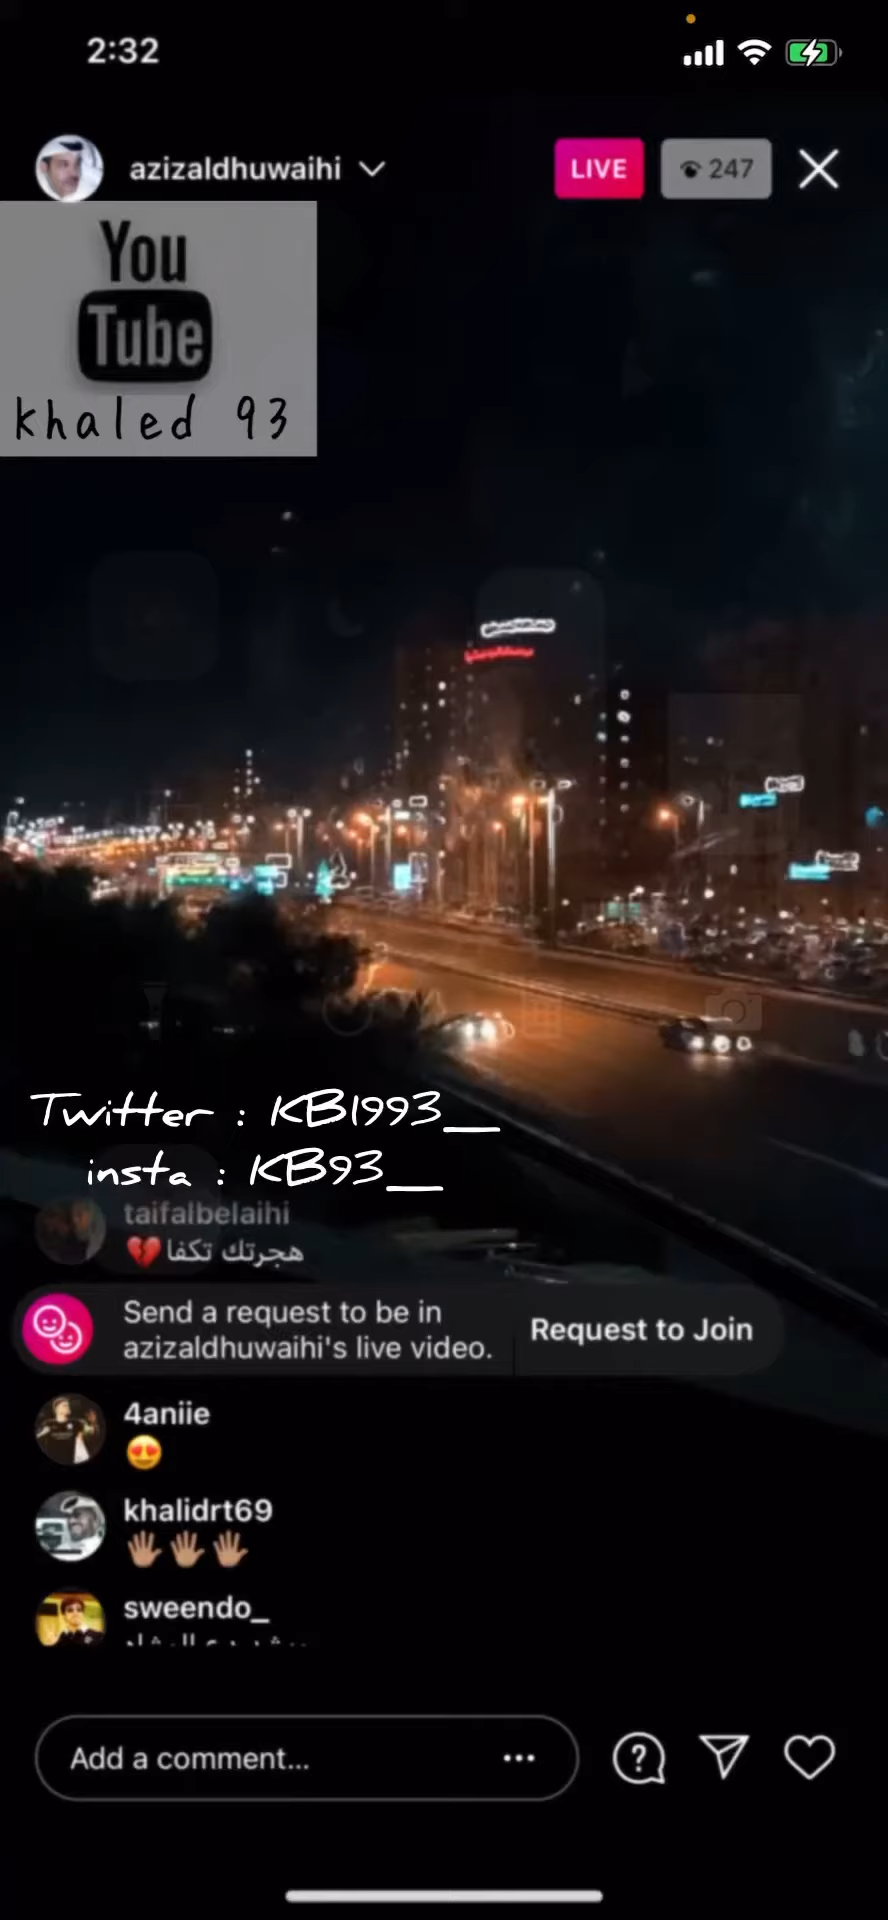 2:32
azizaldhuwaihi
LIVE
247
You
Tube
khaled 93
Twitter : KB1993__
insta : KB93__
taifalbelaihi
هجرتك تكفا💔
Send a request to be in
azizaldhuwaihi's live video.
Request to Join
4aniie
😍
khalidrt69
🖐🏽🖐🏽🖐🏽
sweendo_
Add a comment...